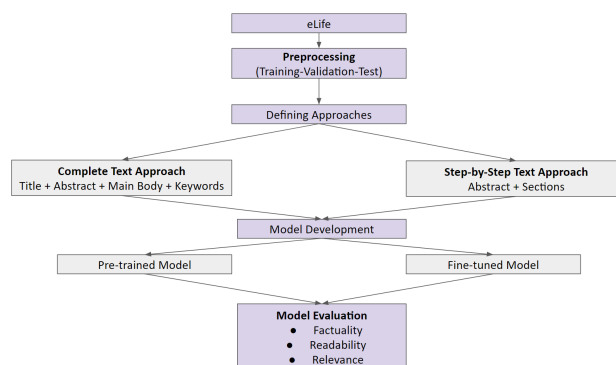 eLife
Preprocessing
(Training-Validation-Test)
Defining Approaches
Complete Text Approach
Title + Abstract + Main Body + Keywords
Step-by-Step Text Approach
Abstract + Sections
Model Development
Pre-trained Model
Fine-tuned Model
Model Evaluation
● Factuality
● Readability
● Relevance